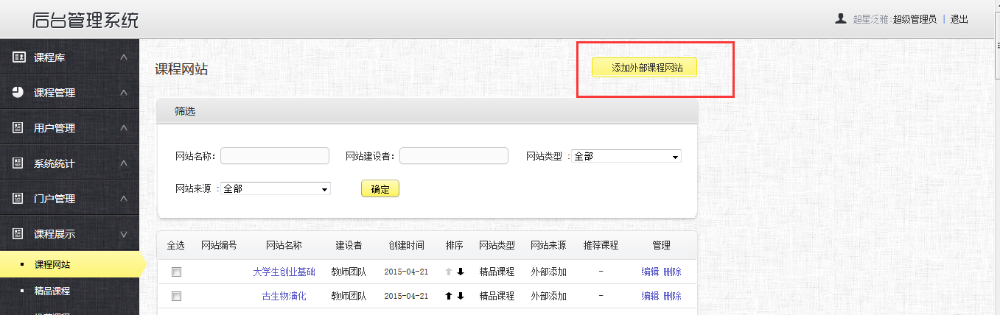 后台管理系统
超星泛雅:超级管理员 | 退出
课程库
课程管理
用户管理
系统统计
门户管理
课程展示
课程网站
精品课程
课程网站
添加外部课程网站
筛选
网站名称: 网站建设者: 网站类型 : 全部
网站来源 : 全部 确定
全选 网站编号 网站名称 建设者 创建时间 排序 网站类型 网站来源 推荐课程 管理
大学生创业基础 教师团队 2015-04-21 精品课程 外部添加 - 编辑 删除
古生物演化 教师团队 2015-04-21 精品课程 外部添加 - 编辑 删除